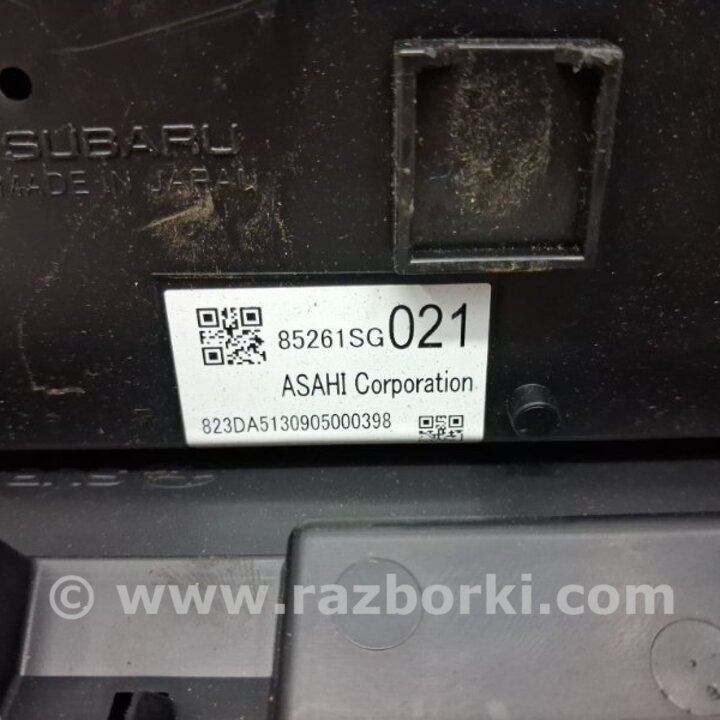 SUBARU
MADE IN JAPAN
85261SG021
ASAHI Corporation
823DA5130905000398
© www.razborki.com